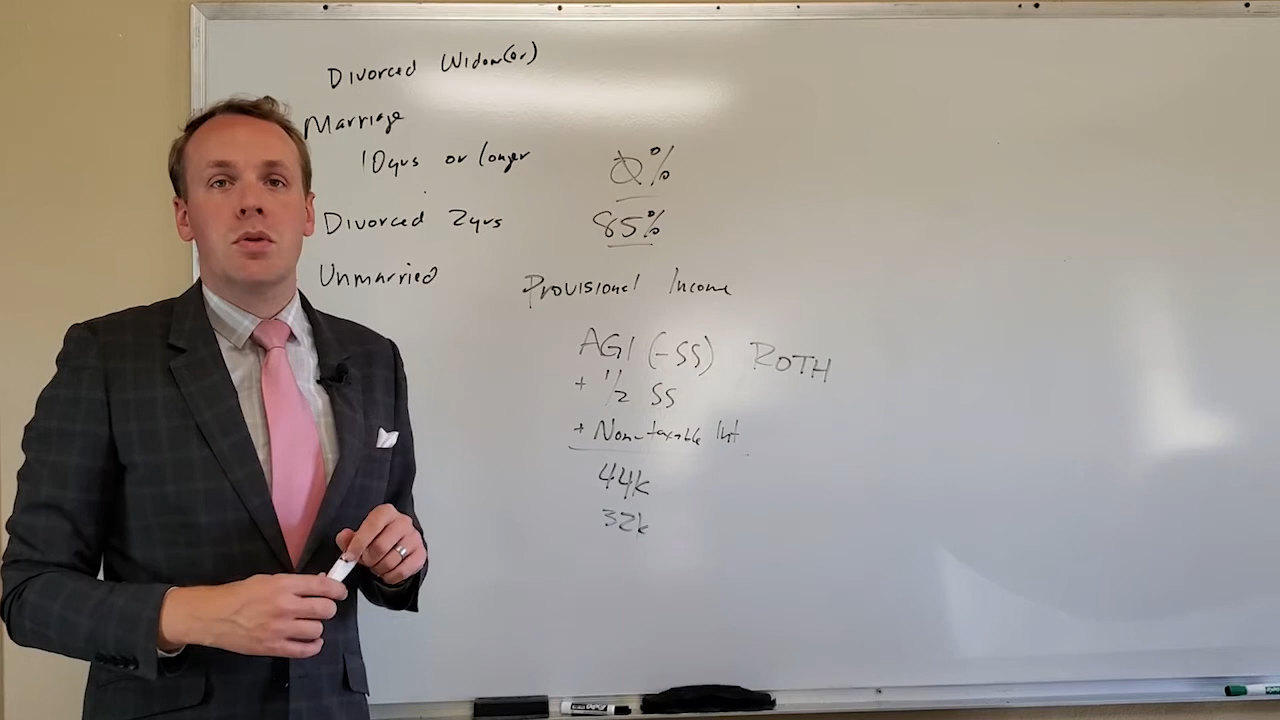 Divorced Widow(er)
Marriage
10yrs or longer
0%
Divorced 2yrs
85%
Unmarried
Provisional Income
AGI (-SS) ROTH
+ 1/2 SS
+ Non-taxable Int.
44k
32k
EXPO